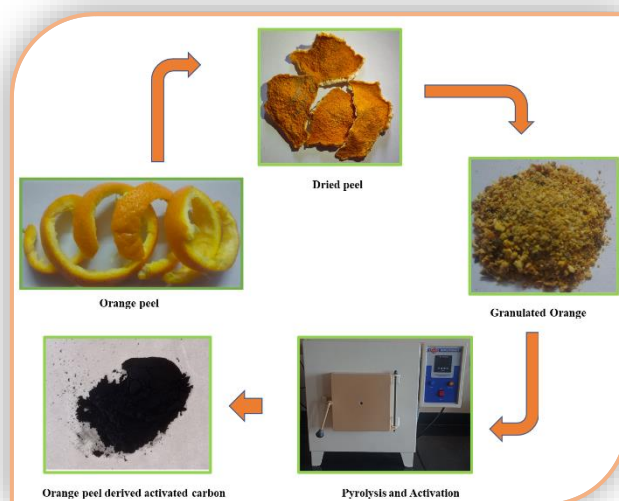 Dried peel
Orange peel
Granulated Orange
Orange peel derived activated carbon
Pyrolysis and Activation